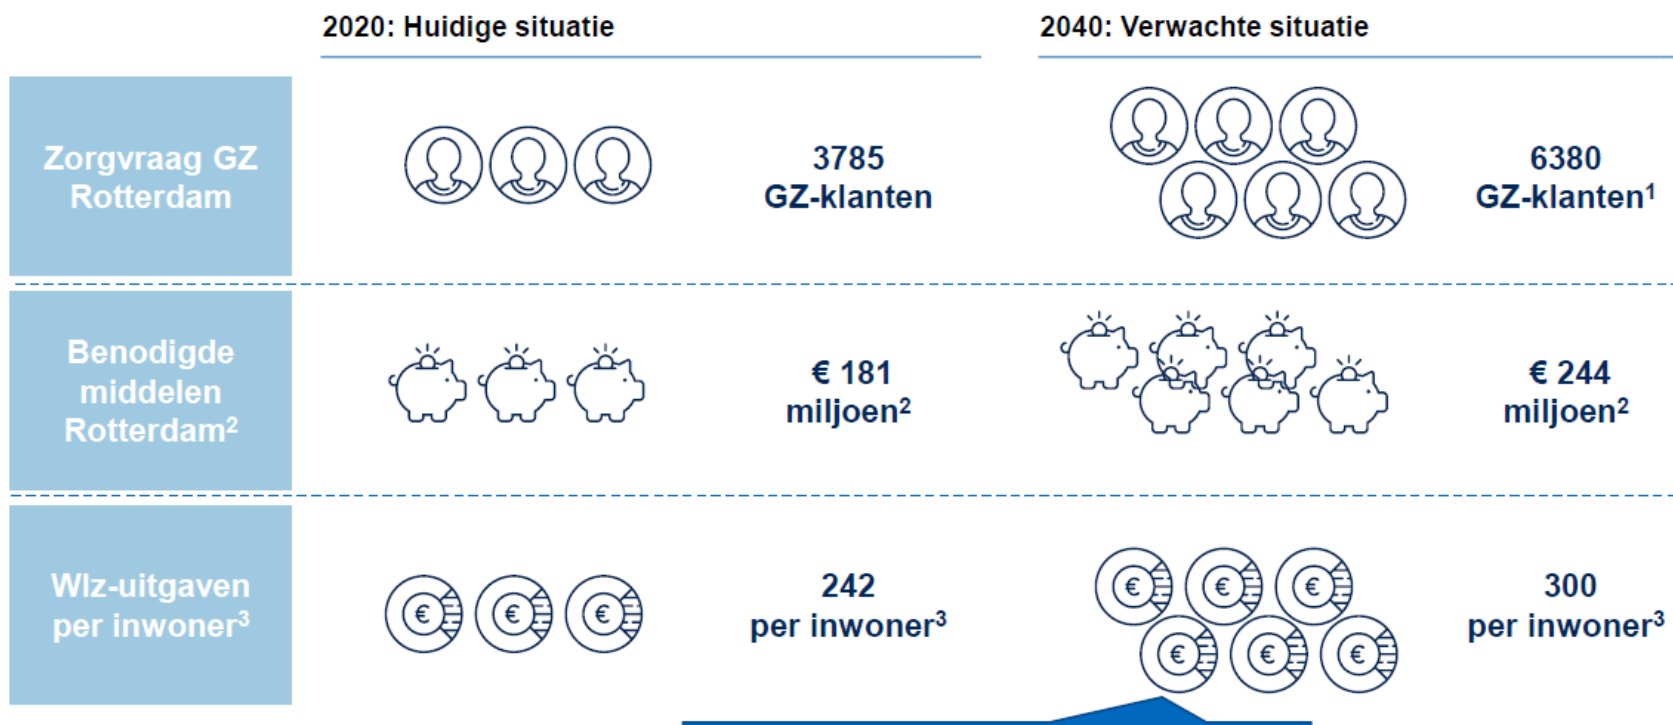 2020: Huidige situatie
2040: Verwachte situatie
Zorgvraag GZ
Rotterdam
3785
GZ-klanten
6380
GZ-klanten¹
Benodigde
middelen
Rotterdam²
€ 181
miljoen²
€ 244
miljoen²
Wlz-uitgaven
per inwoner³
€ € €
242
per inwoner³
€ € €
€ € €
300
per inwoner³